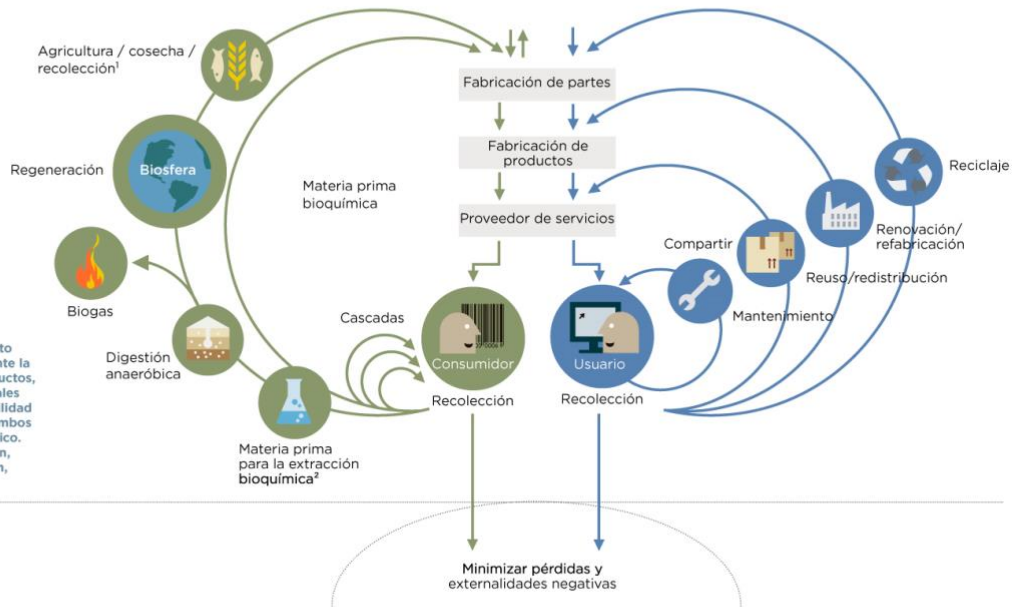 Agricultura / cosecha /
recolección¹
Regeneración
Biosfera
Biogas
Digestión
anaeróbica
Materia prima
para la extracción
bioquímica²
Materia prima
bioquímica
Cascadas
Fabricación de partes
Fabricación de
productos
Proveedor de servicios
Consumidor
Recolección
Usuario
Recolección
Compartir
Mantenimiento
Reuso/redistribución
Renovación/
refabricación
Reciclaje
Minimizar pérdidas y
externalidades negativas